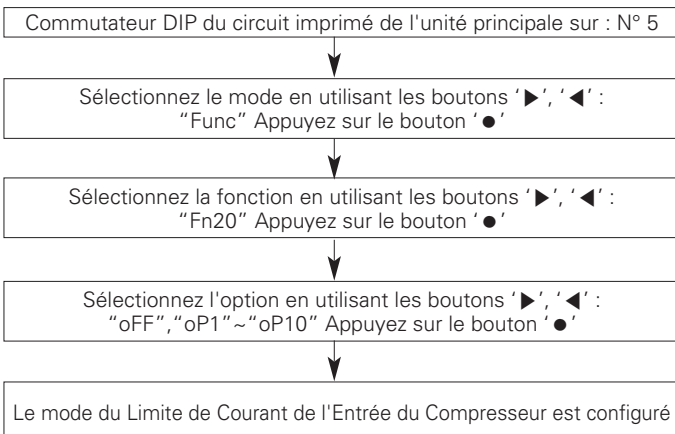 Commutateur DIP du circuit imprimé de l'unité principale sur : N° 5
Sélectionnez le mode en utilisant les boutons ‘▶’, ‘◀’ :
“Func” Appuyez sur le bouton ‘●’
Sélectionnez la fonction en utilisant les boutons ‘▶’, ‘◀’ :
“Fn20” Appuyez sur le bouton ‘●’
Sélectionnez l'option en utilisant les boutons ‘▶’, ‘◀’ :
“oFF”,“oP1”~“oP10” Appuyez sur le bouton ‘●’
Le mode du Limite de Courant de l'Entrée du Compresseur est configuré